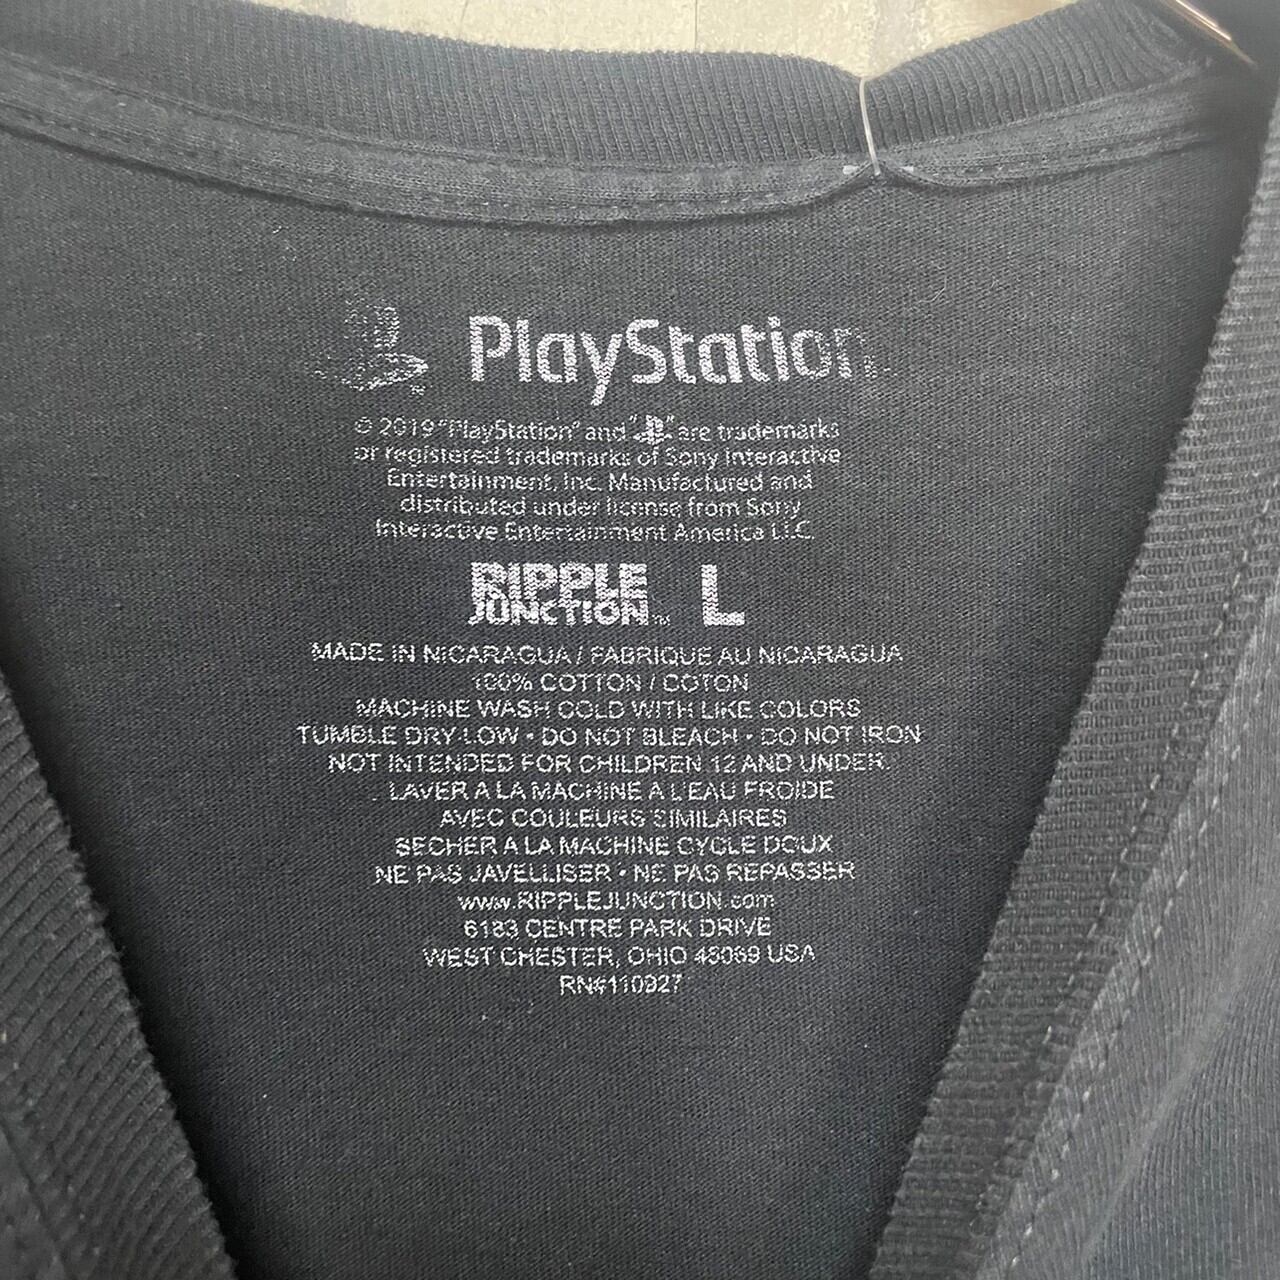 PlayStation
© 2019 "PlayStation" and " " are trademarks
or registered trademarks of Sony Interactive
Entertainment, Inc. Manufactured and
distributed under license from Sony
Interactive Entertainment America LLC.
RIPPLE JUNCTION™ L
MADE IN NICARAGUA / FABRIQUE AU NICARAGUA
100% COTTON / COTON
MACHINE WASH COLD WITH LIKE COLORS
TUMBLE DRY LOW • DO NOT BLEACH • DO NOT IRON
NOT INTENDED FOR CHILDREN 12 AND UNDER.
LAVER A LA MACHINE A L'EAU FROIDE
AVEC COULEURS SIMILAIRES
SECHER A LA MACHINE CYCLE DOUX
NE PAS JAVELLISER • NE PAS REPASSER
www.RIPPLEJUNCTION.com
6183 CENTRE PARK DRIVE
WEST CHESTER, OHIO 45069 USA
RN#110927